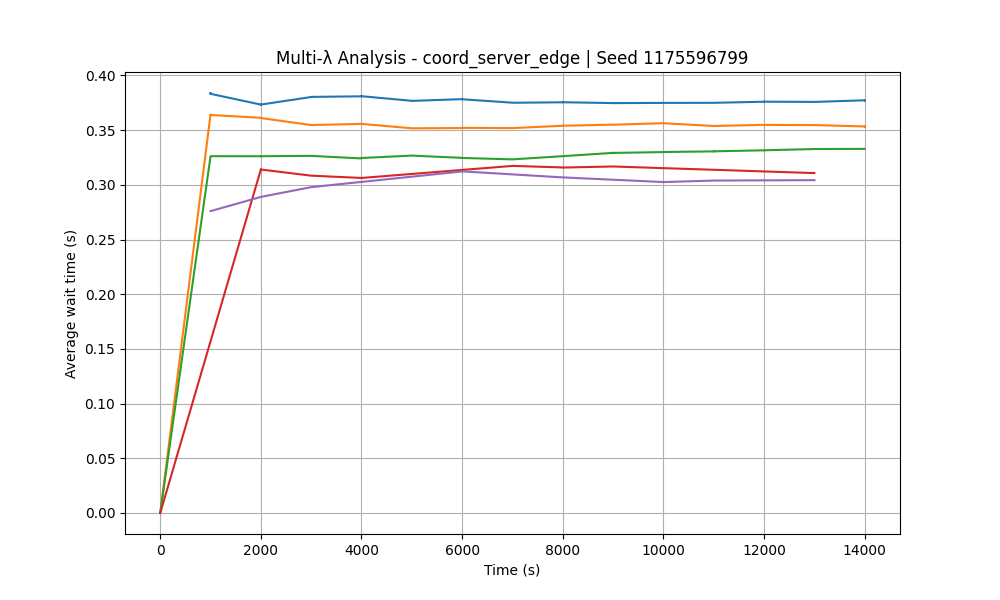 Multi-λ Analysis - coord_server_edge | Seed 1175596799
0.40
0.35
0.30
0.25
0.20
0.15
0.10
0.05
0.00
Average wait time (s)
0 2000 4000 6000 8000 10000 12000 14000
Time (s)